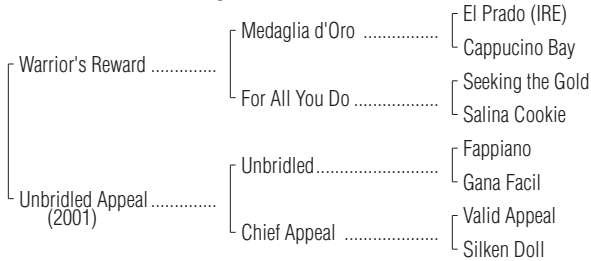 El Prado (IRE)
Medaglia d'Oro ................
Cappucino Bay
Warrior's Reward ..............
Seeking the Gold
For All You Do ..................
Salina Cookie
Fappiano
Unbridled..........................
Gana Facil
Unbridled Appeal ..............
(2001)
Valid Appeal
Chief Appeal ....................
Silken Doll